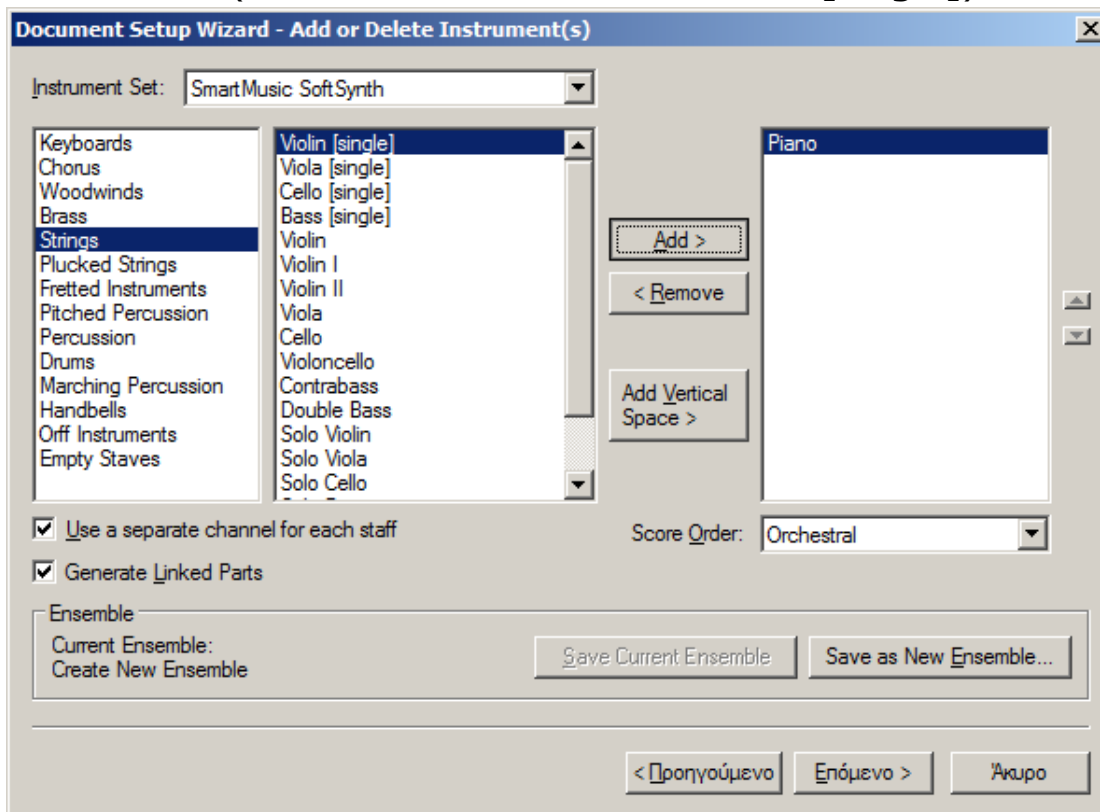 Document Setup Wizard - Add or Delete Instrument(s)
Instrument Set: SmartMusic SoftSynth
Keyboards
Chorus
Woodwinds
Brass
Strings
Plucked Strings
Fretted Instruments
Pitched Percussion
Percussion
Drums
Marching Percussion
Handbells
Orff Instruments
Empty Staves
Violin [single]
Viola [single]
Cello [single]
Bass [single]
Violin
Violin I
Violin II
Viola
Cello
Violoncello
Contrabass
Double Bass
Solo Violin
Solo Viola
Solo Cello
Add >
< Remove
Add Vertical
Space >
Piano
Use a separate channel for each staff
Score Order: Orchestral
Generate Linked Parts
Ensemble
Current Ensemble:
Create New Ensemble
Save Current Ensemble
Save as New Ensemble...
< Προηγούμενο
Επόμενο >
Άκυρο